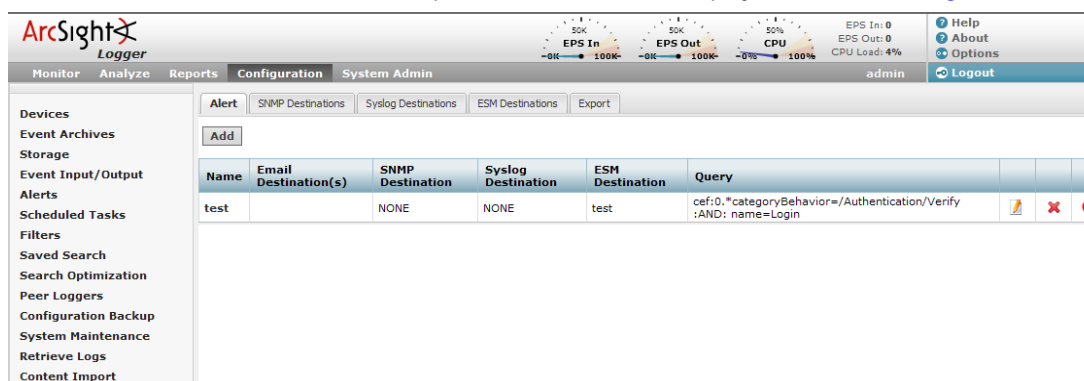 ArcSight
Logger
50K
EPS In
0K 100K
50K
EPS Out
0K 100K
50%
CPU
0% 100%
EPS In: 0
EPS Out: 0
CPU Load: 4%
Help
About
Options
Monitor Analyze Reports Configuration System Admin admin Logout
Devices
Event Archives
Storage
Event Input/Output
Alerts
Scheduled Tasks
Filters
Saved Search
Search Optimization
Peer Loggers
Configuration Backup
System Maintenance
Retrieve Logs
Content Import
Alert SNMP Destinations Syslog Destinations ESM Destinations Export
Add
Name Email Destination(s) SNMP Destination Syslog Destination ESM Destination Query
test NONE NONE test cef:0.*categoryBehavior=/Authentication/Verify
:AND: name=Login